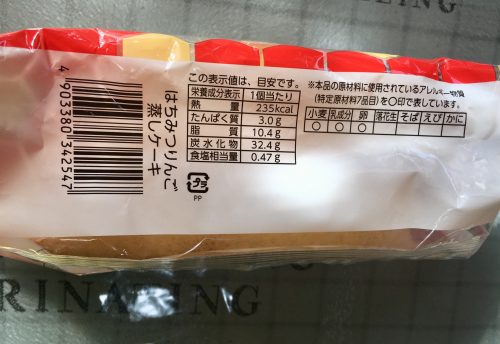 この表示値は、目安です。
栄養成分表示 1個当たり
熱量 235kcal
たんぱく質 3.0g
脂質 10.4g
炭水化物 32.4g
食塩相当量 0.47g
※本品の原材料に使用されているアレルギー物質
(特定原材料7品目)を○印で表しています。
小麦 乳成分 卵 落花生 そば えび かに
○ ○ ○
はちみつりんご
蒸しケーキ
4903380342547
プラ
PP
RINATING